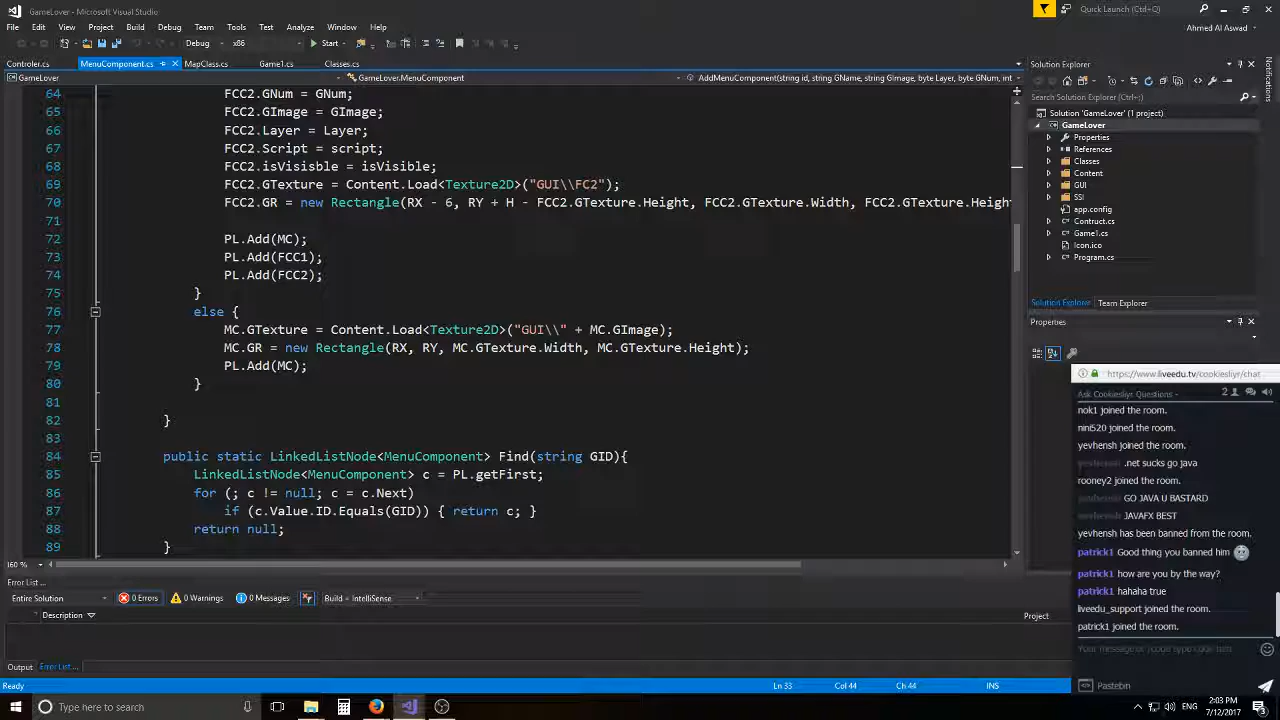 GameLover - Microsoft Visual Studio
Quick Launch (Ctrl+Q)
File Edit View Project Build Debug Team Tools Test Analyze Window Help
Ahmed Al Aswad
Debug x86 Start
Controler.cs MenuComponent.cs MapClass.cs Game1.cs Classes.cs
GameLover GameLover.MenuComponent AddMenuComponent(string id, string GName, string GImage, byte Layer, byte GNum, string
64 FCC2.GNum = GNum;
65 FCC2.GImage = GImage;
66 FCC2.Layer = Layer;
67 FCC2.Script = script;
68 FCC2.isVisisble = isVisible;
69 FCC2.GTexture = Content.Load<Texture2D>("GUI\\FC2");
70 FCC2.GR = new Rectangle(RX - 6, RY + H - FCC2.GTexture.Height, FCC2.GTexture.Width, FCC2.GTexture.Height
71
72 PL.Add(MC);
73 PL.Add(FCC1);
74 PL.Add(FCC2);
75 }
76 else {
77 MC.GTexture = Content.Load<Texture2D>("GUI\\" + MC.GImage);
78 MC.GR = new Rectangle(RX, RY, MC.GTexture.Width, MC.GTexture.Height);
79 PL.Add(MC);
80 }
81
82 }
83
84 public static LinkedListNode<MenuComponent> Find(string GID){
85 LinkedListNode<MenuComponent> c = PL.getFirst;
86 for (; c != null; c = c.Next)
87 if (c.Value.ID.Equals(GID)) { return c; }
88 return null;
89 }
160 %
Error List ...
Entire Solution 0 Errors 0 Warnings 0 Messages Build + IntelliSense
Description Project
Output Error List ...
Ready Ln 33 Col 44 Ch 44 INS
Solution Explorer
Search Solution Explorer (Ctrl+;)
Solution 'GameLover' (1 project)
GameLover
Properties
References
Classes
Content
GUI
SSI
app.config
Contruct.cs
Game1.cs
Icon.ico
Program.cs
Solution Explorer Team Explorer
Properties
Notifications
https://www.liveedu.tv/cookiesliyr/chat
Ask Cookiesliyr Questions 2
nok1 joined the room.
nini520 joined the room.
yevhensh joined the room.
yevhensh .net sucks go java
rooney2 joined the room.
yevhensh GO JAVA U BASTARD
yevhensh JAVAFX BEST
yevhensh has been banned from the room.
patrick1 Good thing you banned him
patrick1 how are you by the way?
patrick1 hahaha true
liveedu_support joined the room.
patrick1 joined the room.
Pastebin
Type here to search
2:03 PM
7/12/2017